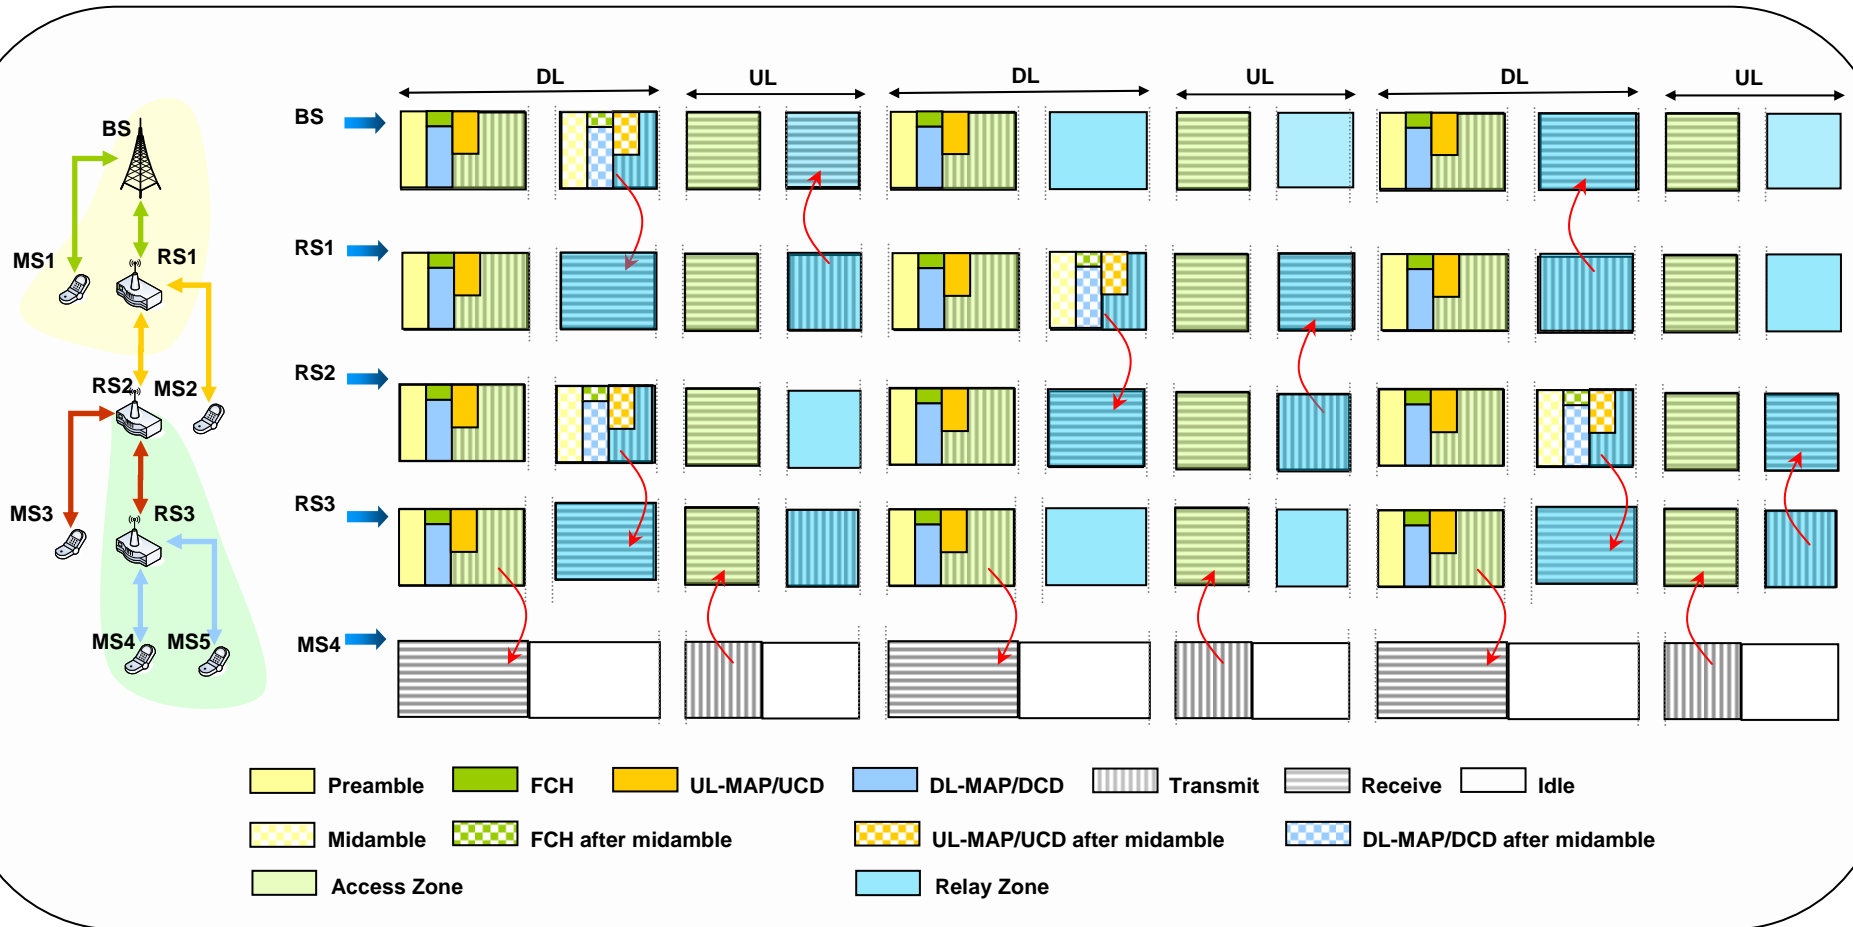 DL UL DL UL DL UL
BS
RS1
RS2
RS3
MS4
BS
MS1 RS1
RS2 MS2
MS3 RS3
MS4 MS5
Preamble FCH UL-MAP/UCD DL-MAP/DCD Transmit Receive Idle
Midamble FCH after midamble UL-MAP/UCD after midamble DL-MAP/DCD after midamble
Access Zone Relay Zone